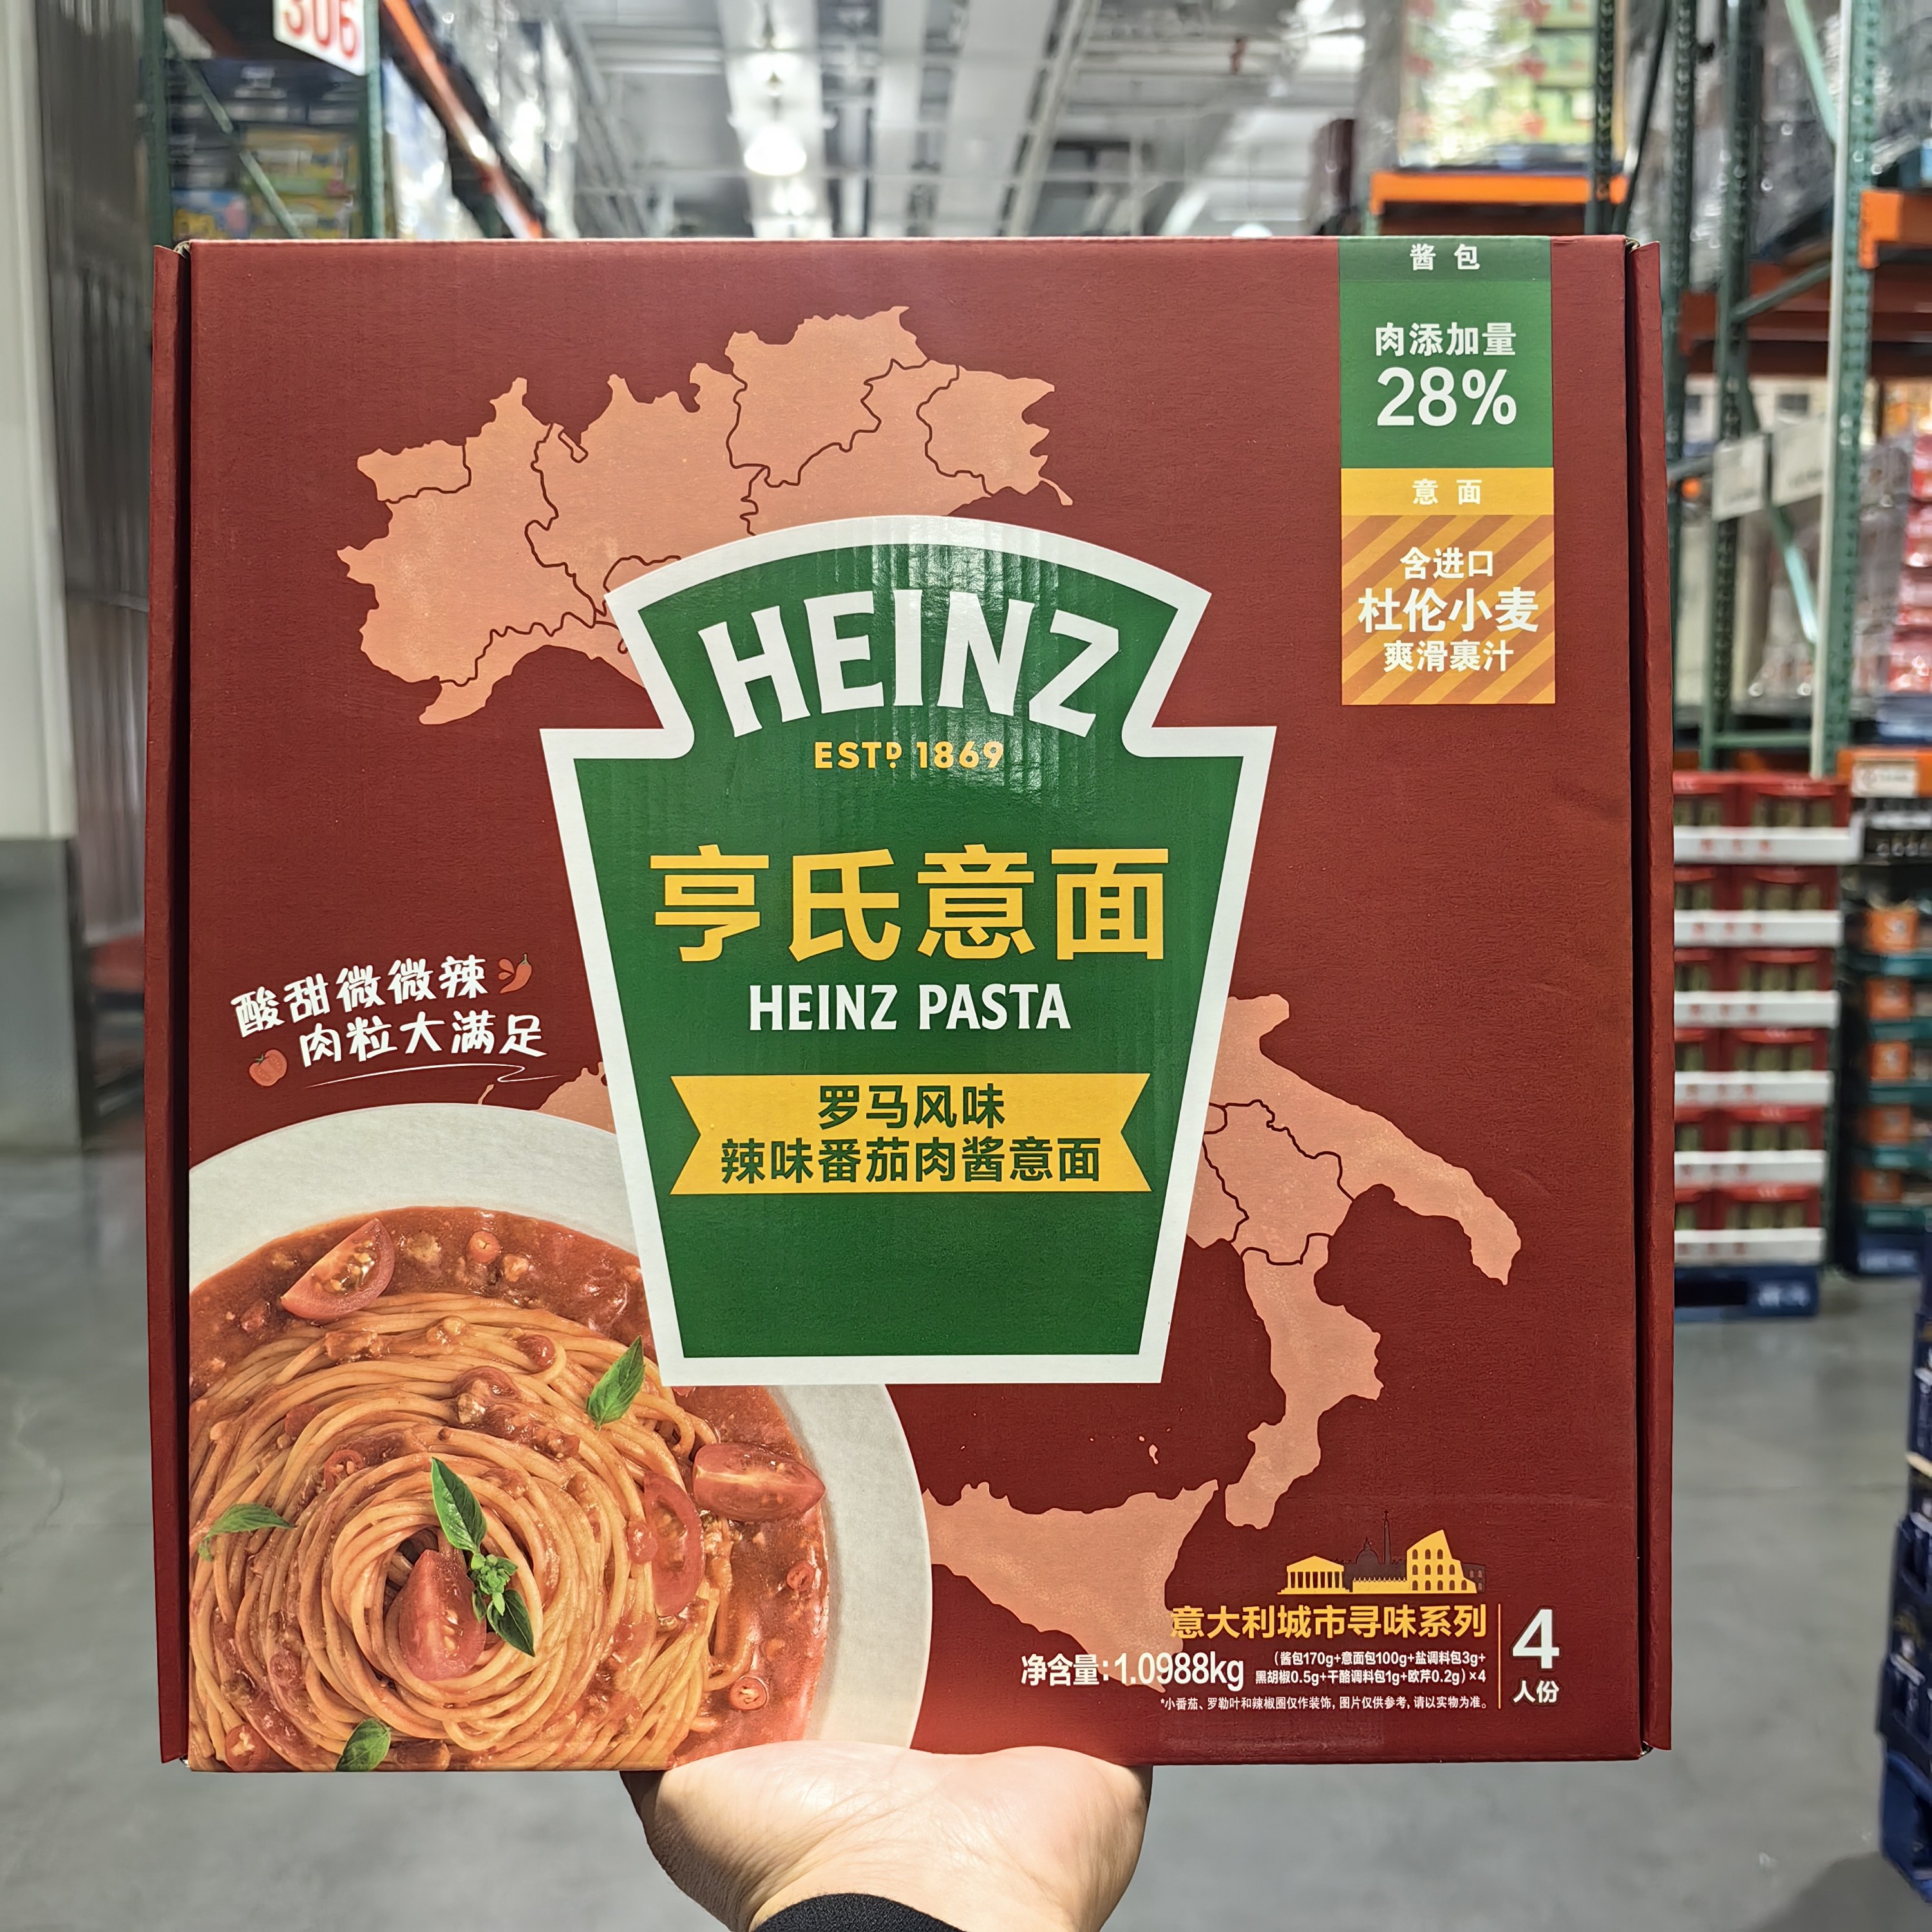 306
酱包
肉添加量
28%
意面
含进口
杜伦小麦
爽滑裹汁
HEINZ
ESTD 1869
亨氏意面
HEINZ PASTA
酸甜微微辣
肉粒大满足
罗马风味
辣味番茄肉酱意面
意大利城市寻味系列
净含量:1.0988kg
(酱包170g+意面包100g+盐调料包3g+
黑胡椒0.5g+干酪调料包1g+欧芹0.2g)×4
*小番茄、罗勒叶和辣椒圈仅作装饰,图片仅供参考,请以实物为准。
4
人份